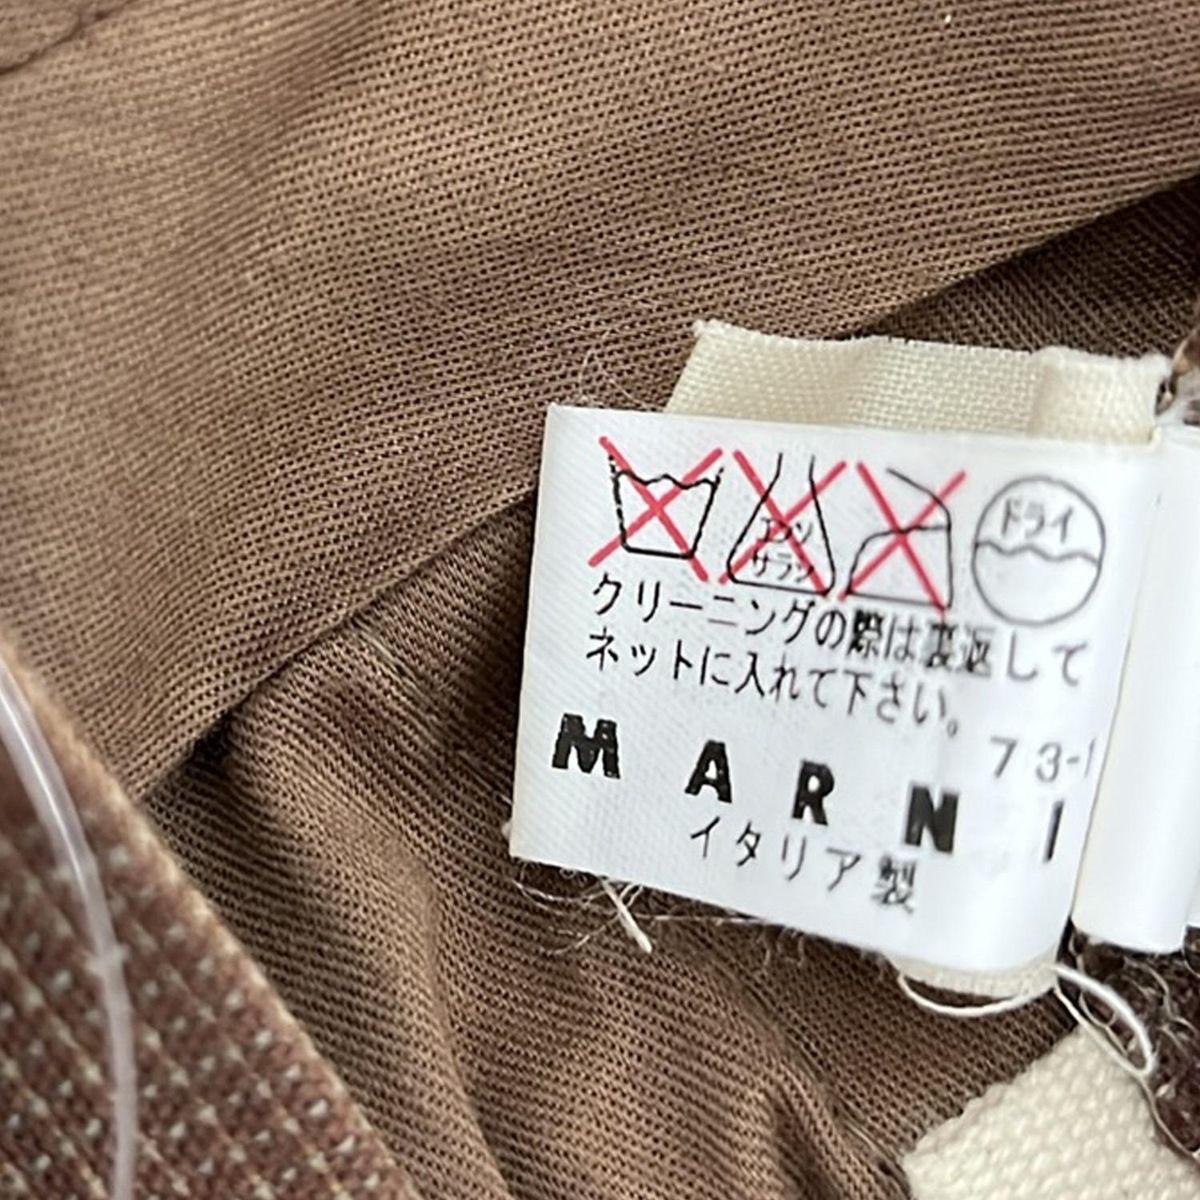 エンソ
サラシ
ドライ
クリーニングの際は裏返して
ネットに入れて下さい。
73-1
MARNI
イタリア製